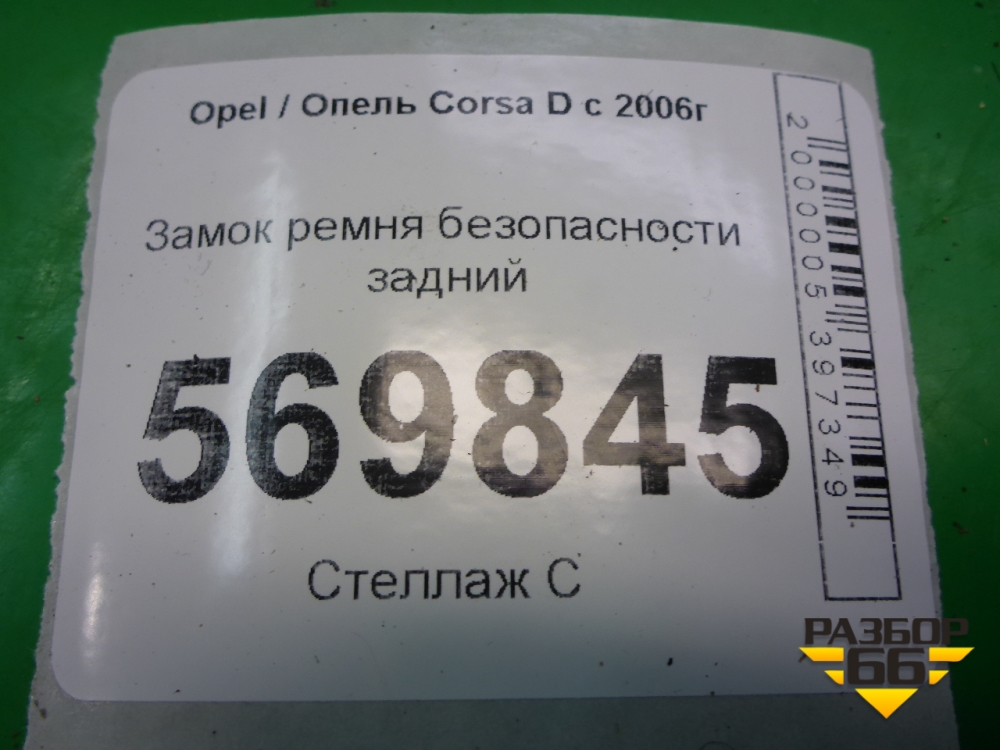 Opel / Опель Corsa D с 2006г
Замок ремня безопасности
задний
569845
Стеллаж С
2000005397349
РАЗБОР
66